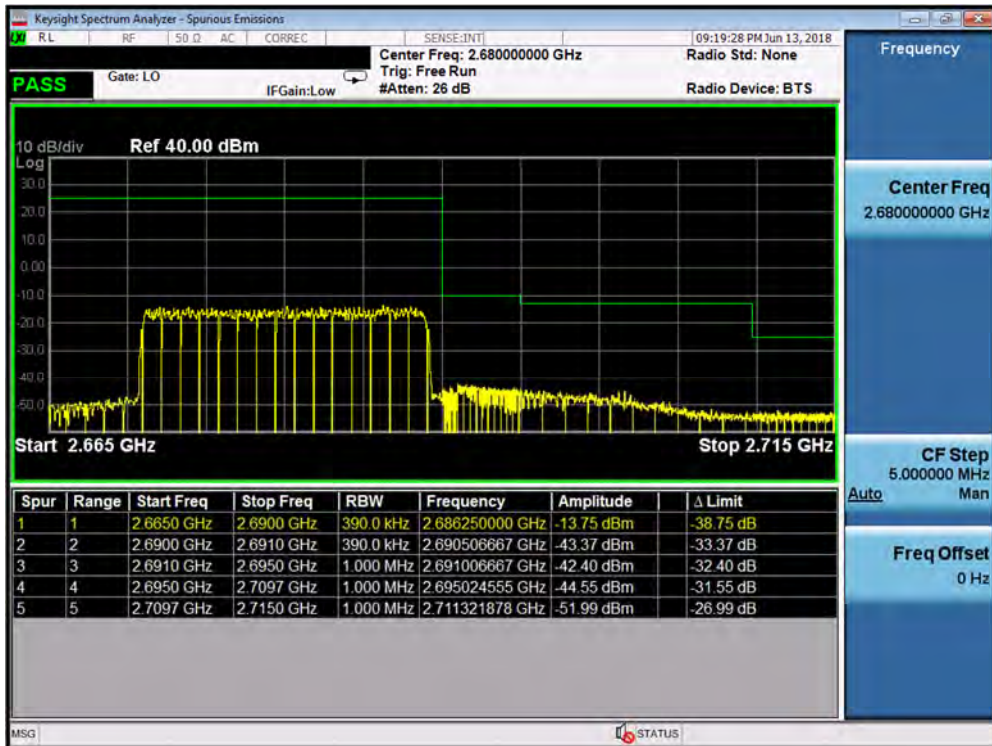 Keysight Spectrum Analyzer - Spurious Emissions
RL RF 50 Ω AC CORREC SENSE:INT 09:19:28 PM Jun 13, 2018
Center Freq: 2.680000000 GHz Radio Std: None
PASS Gate: LO Trig: Free Run
IFGain:Low #Atten: 26 dB Radio Device: BTS
10 dB/div Ref 40.00 dBm
Log
30.0
20.0
10.0
0.00
-10.0
-20.0
-30.0
-40.0
-50.0
Start 2.665 GHz Stop 2.715 GHz
Spur Range Start Freq Stop Freq RBW Frequency Amplitude Δ Limit
1 1 2.6650 GHz 2.6900 GHz 390.0 kHz 2.686250000 GHz -13.75 dBm -38.75 dB
2 2 2.6900 GHz 2.6910 GHz 390.0 kHz 2.690506667 GHz -43.37 dBm -33.37 dB
3 3 2.6910 GHz 2.6950 GHz 1.000 MHz 2.691006667 GHz -42.40 dBm -32.40 dB
4 4 2.6950 GHz 2.7097 GHz 1.000 MHz 2.695024555 GHz -44.55 dBm -31.55 dB
5 5 2.7097 GHz 2.7150 GHz 1.000 MHz 2.711321878 GHz -51.99 dBm -26.99 dB
MSG STATUS
Frequency
Center Freq
2.680000000 GHz
CF Step
5.000000 MHz
Auto Man
Freq Offset
0 Hz